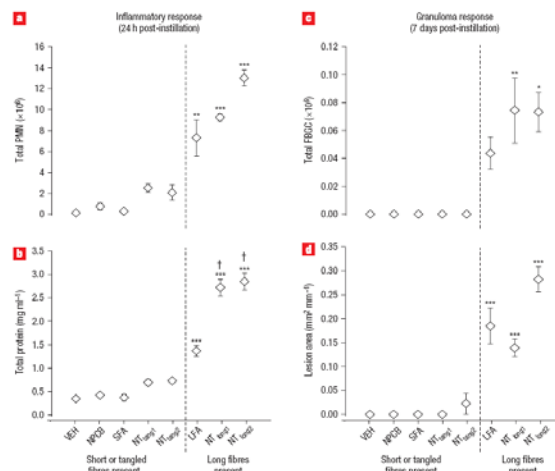 a
Inflammatory response
(24 h post-instillation)
Total PMN (×10⁶)
16
14
12
10
8
6
4
2
0
**
***
***
c
Granuloma response
(7 days post-instillation)
Total FBGC (×10⁶)
0.12
0.10
0.08
0.06
0.04
0.02
0.00
**
*
b
Total protein (mg ml⁻¹)
3.5
3.0
2.5
2.0
1.5
1.0
0.5
0.0
***
†
***
†
***
VEH
NPCB
SFA
NTtang1
NTtang2
LFA
NTlong1
NTlong2
Short or tangled
fibres present
Long fibres
present
d
Lesion area (mm² mm⁻¹)
0.35
0.30
0.25
0.20
0.15
0.10
0.05
0.00
***
***
***
VEH
NPCB
SFA
NTtang1
NTtang2
LFA
NTlong1
NTlong2
Short or tangled
fibres present
Long fibres
present